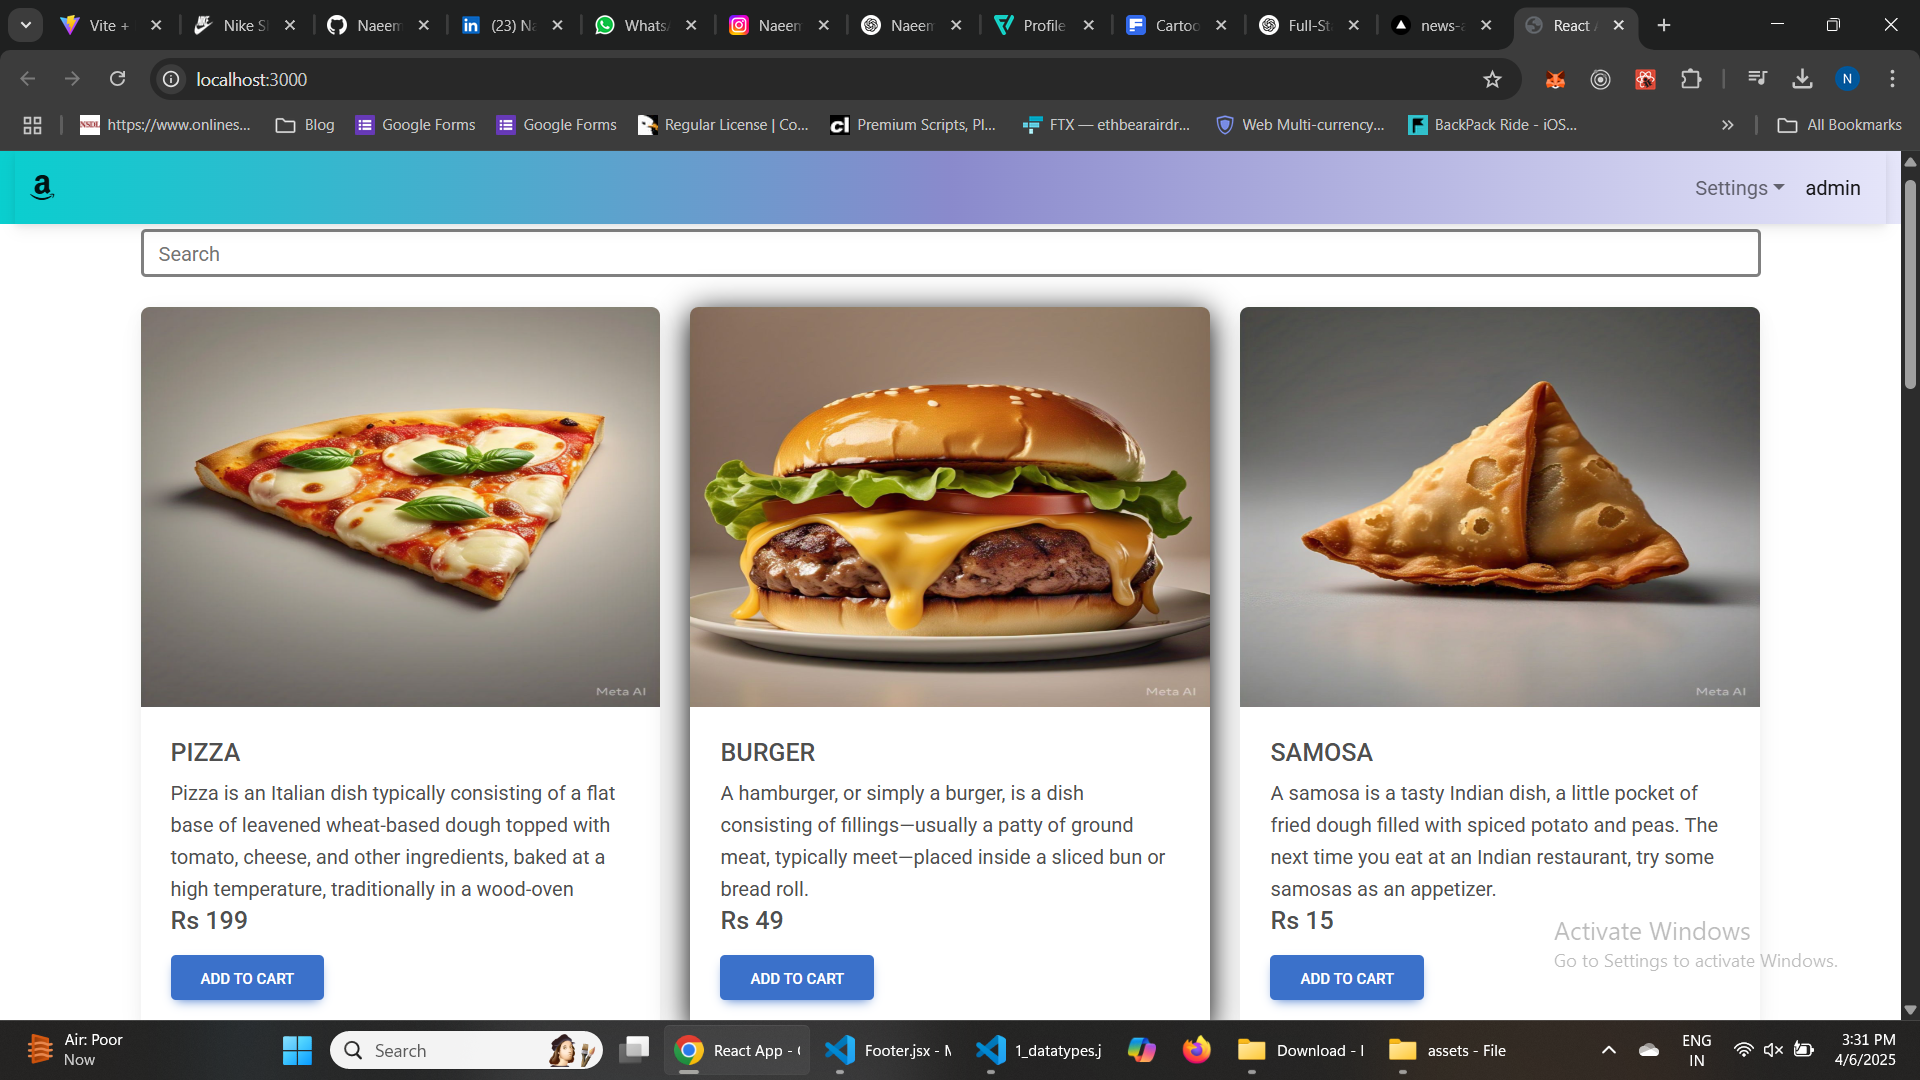 Vite +
Nike S
Naeem
(23) Na
Whats
Naeem
Naeem
Profile
Cartoo
Full-St
news-a
React A
localhost:3000
N
NSDL
https://www.onlines...
Blog
Google Forms
Google Forms
Regular License | Co...
Premium Scripts, Pl...
FTX — ethbearairdr...
Web Multi-currency...
BackPack Ride - iOS...
All Bookmarks
a
Settings
admin
Search
Meta AI
Meta AI
Meta AI
PIZZA
Pizza is an Italian dish typically consisting of a flat
base of leavened wheat-based dough topped with
tomato, cheese, and other ingredients, baked at a
high temperature, traditionally in a wood-oven
Rs 199
ADD TO CART
BURGER
A hamburger, or simply a burger, is a dish
consisting of fillings—usually a patty of ground
meat, typically meet—placed inside a sliced bun or
bread roll.
Rs 49
ADD TO CART
SAMOSA
A samosa is a tasty Indian dish, a little pocket of
fried dough filled with spiced potato and peas. The
next time you eat at an Indian restaurant, try some
samosas as an appetizer.
Rs 15
ADD TO CART
Activate Windows
Go to Settings to activate Windows.
Air: Poor
Now
Search
React App - 
Footer.jsx - M
1_datatypes.j
Download - I
assets - File
ENG
IN
3:31 PM
4/6/2025